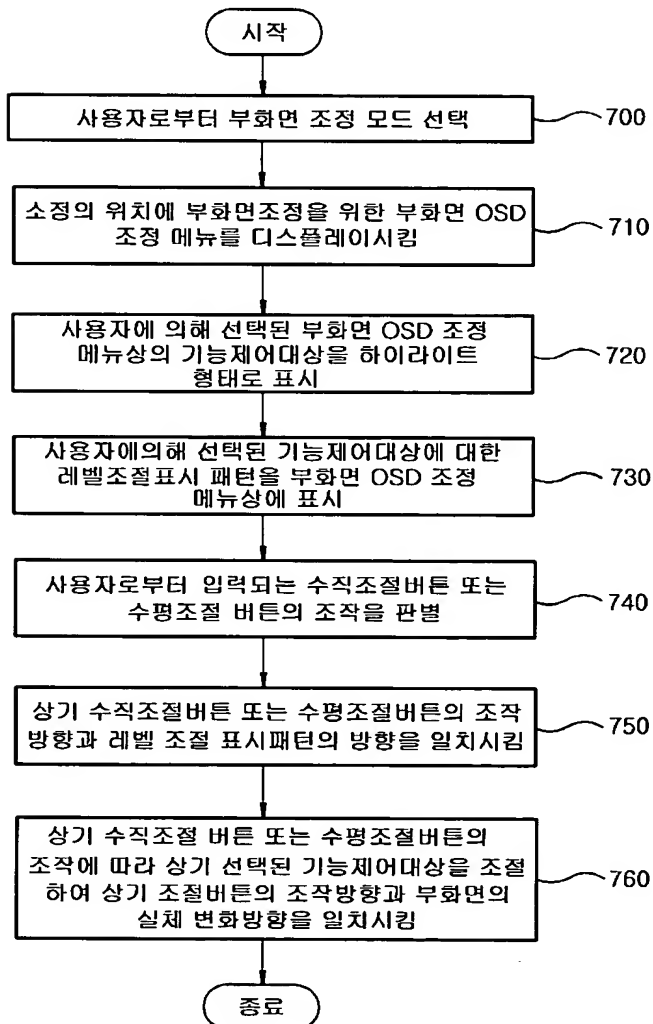 시작
사용자로부터 부화면 조정 모드 선택
700
소정의 위치에 부화면조정을 위한 부화면 OSD
조정 메뉴를 디스플레이시킴
710
사용자에 의해 선택된 부화면 OSD 조정
메뉴상의 기능제어대상을 하이라이트
형태로 표시
720
사용자에의해 선택된 기능제어대상에 대한
레벨조절표시 패턴을 부화면 OSD 조정
메뉴상에 표시
730
사용자로부터 입력되는 수직조절버튼 또는
수평조절 버튼의 조작을 판별
740
상기 수직조절버튼 또는 수평조절버튼의 조작
방향과 레벨 조절 표시패턴의 방향을 일치시킴
750
상기 수직조절 버튼 또는 수평조절버튼의
조작에 따라 상기 선택된 기능제어대상을 조절
하여 상기 조절버튼의 조작방향과 부화면의
실체 변화방향을 일치시킴
760
종료